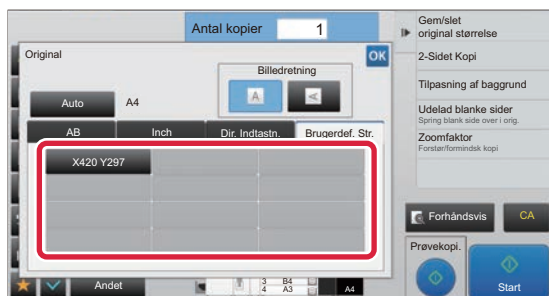 Antal kopier 1
Original
OK
Billedretning
A
A
Auto
A4
AB
Inch
Dir. Indtastn.
Brugerdef. Str.
X420 Y297
Andet
3 B4
4 A3
A4
Gem/slet
original størrelse
2-Sidet Kopi
Tilpasning af baggrund
Udelad blanke sider
Spring blank side over i orig.
Zoomfaktor
Forstør/formindsk kopi
Forhåndsvis
CA
Prøvekopi.
Start